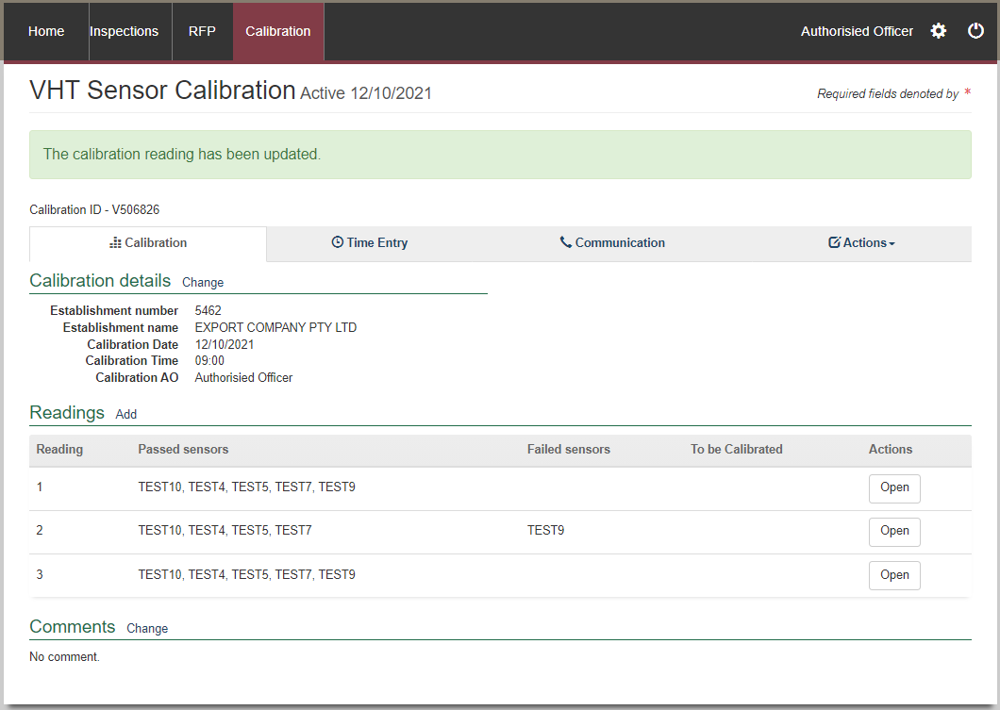 Home Inspections RFP Calibration Authorisied Officer
VHT Sensor Calibration Active 12/10/2021
Required fields denoted by *
The calibration reading has been updated.
Calibration ID - V506826
Calibration Time Entry Communication Actions
Calibration details Change
Establishment number 5462
Establishment name EXPORT COMPANY PTY LTD
Calibration Date 12/10/2021
Calibration Time 09:00
Calibration AO Authorisied Officer
Readings Add
Reading Passed sensors Failed sensors To be Calibrated Actions
1 TEST10, TEST4, TEST5, TEST7, TEST9 Open
2 TEST10, TEST4, TEST5, TEST7 TEST9 Open
3 TEST10, TEST4, TEST5, TEST7, TEST9 Open
Comments Change
No comment.